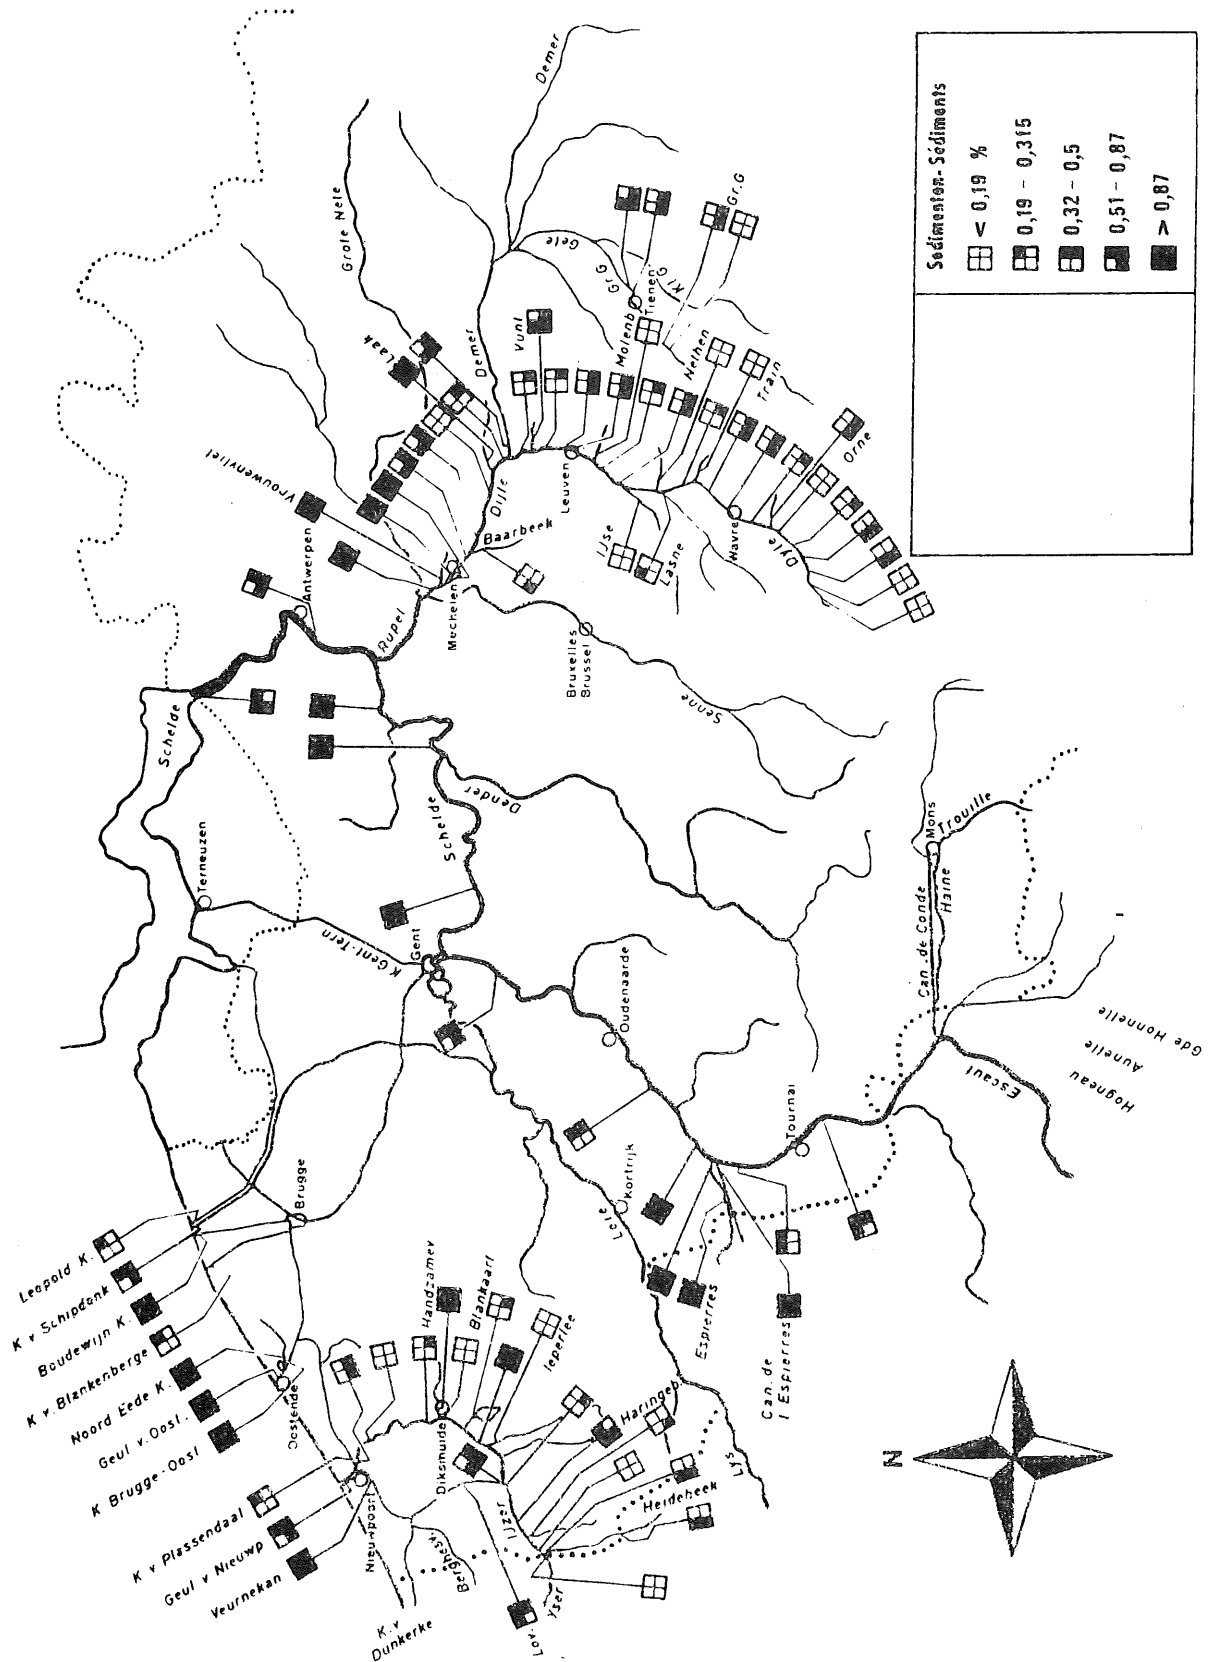 Sedimenten-Sédiments
< 0,19 %
0,19 - 0,315
0,32 - 0,5
0,51 - 0,87
> 0,87
Demer
Grote Nete
Laak
Demer
Vunt
Gete
Gr.G
Kl G
Gr.G
Tienen
Molenb
Nethen
Train
Orne
Vrouwenvliet
Antwerpen
Dijle
Leuven
Baarbeek
IJse
Lasne
Wavre
Dyle
Mechelen
Rupel
Bruxelles
Brussel
Senne
Schelde
Terneuzen
Schelde
Dender
K Gent-Tern
Gent
Oudenaarde
Mons
Trouille
Can. de Conde
Haine
Escaut
Hogneau
Aunelle
Gde Honnelle
Tournai
Kortrijk
Leie
Brugge
Leopold K.
K v Schipdonk
Boudewijn K.
K v. Blankenberge
Noord Eede K.
Geul v. Oost.
K Brugge-Oost
Oostende
Handzamev
Blankaart
Ieperlee
Espierres
Can. de
l Espierres
Haringeb.
Diksmuide
K v Plassendaal
Geul v Nieuwp
Veurnekan
Nieuwpoort
IJzer
Heidebeek
Lys
Berghesv.
Yser
Lov.
K.v
Dunkerke
N